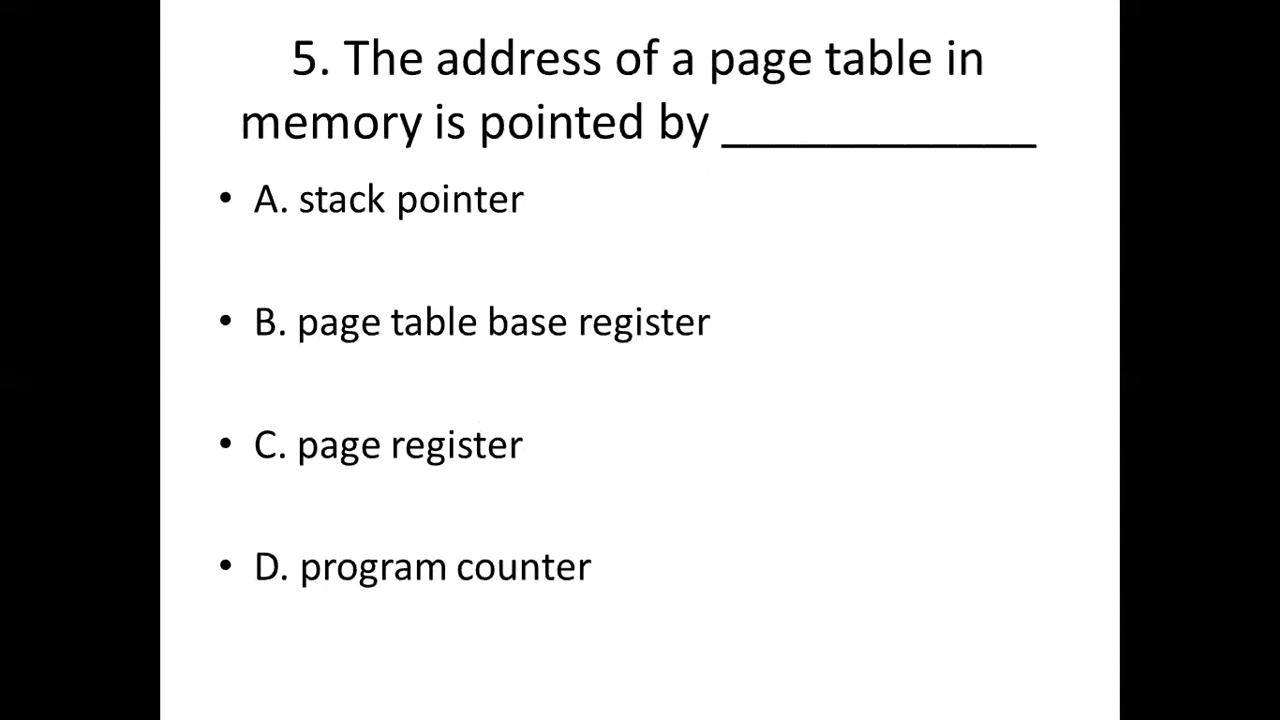 5. The address of a page table in
memory is pointed by ____________
• A. stack pointer
• B. page table base register
• C. page register
• D. program counter